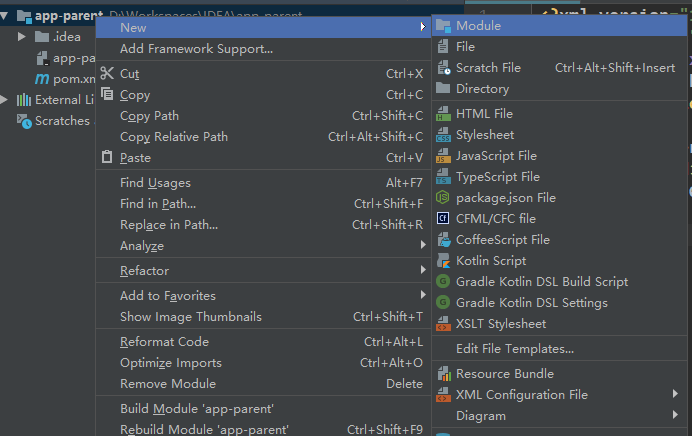 app-parent D:\Workspaces\IDEA\app-parent
.idea
app-pa
pom.xm
External Li
Scratches
<?xml version="
New
Add Framework Support...
Cut Ctrl+X
Copy Ctrl+C
Copy Path Ctrl+Shift+C
Copy Relative Path Ctrl+Alt+Shift+C
Paste Ctrl+V
Find Usages Alt+F7
Find in Path... Ctrl+Shift+F
Replace in Path... Ctrl+Shift+R
Analyze
Refactor
Add to Favorites
Show Image Thumbnails Ctrl+Shift+T
Reformat Code Ctrl+Alt+L
Optimize Imports Ctrl+Alt+O
Remove Module Delete
Build Module 'app-parent'
Rebuild Module 'app-parent' Ctrl+Shift+F9
Module
File
Scratch File Ctrl+Alt+Shift+Insert
Directory
HTML File
Stylesheet
JavaScript File
TypeScript File
package.json File
CFML/CFC file
CoffeeScript File
Kotlin Script
Gradle Kotlin DSL Build Script
Gradle Kotlin DSL Settings
XSLT Stylesheet
Edit File Templates...
Resource Bundle
XML Configuration File
Diagram